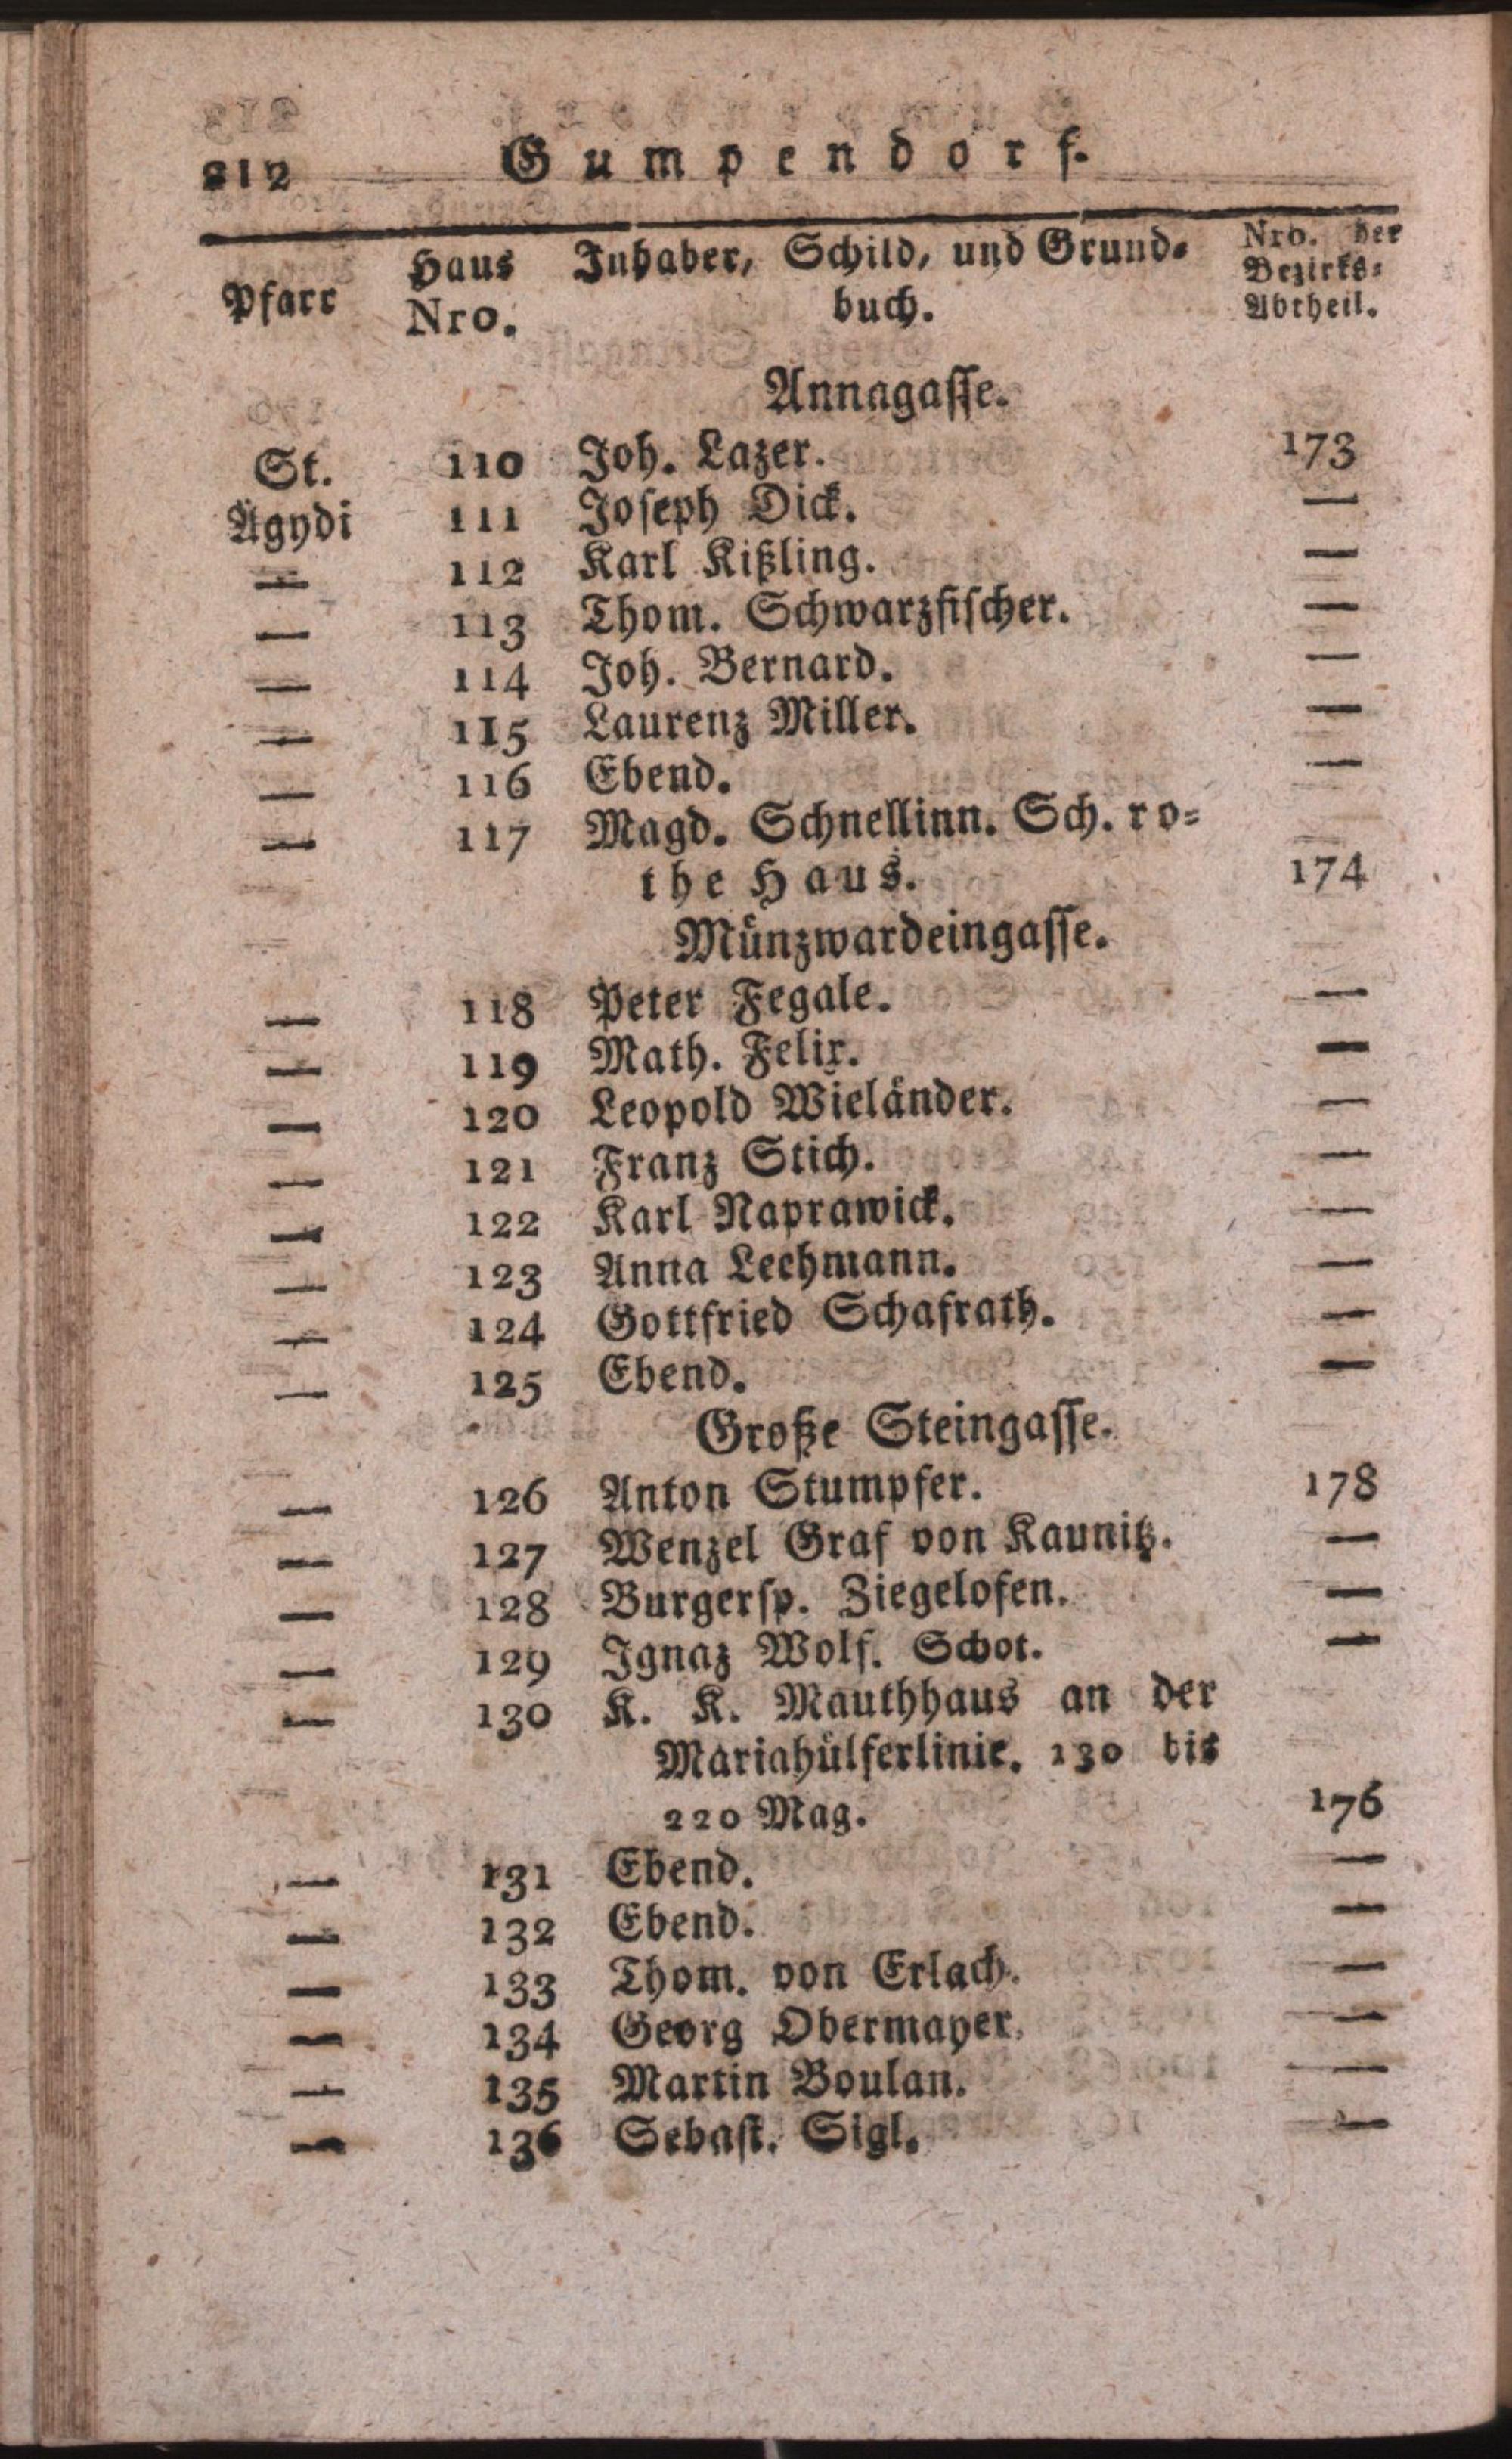 212 Gumpendorf.
Pfarr Haus Nro. Inhaber, Schild, und Grund= buch. Nro. der Bezirks= Abtheil.
Annagasse.
St. 110 Joh. Lazer. 173
Ägydi 111 Joseph Dick. —
— 112 Karl Kißling. —
— 113 Thom. Schwarzfischer. —
— 114 Joh. Bernard. —
— 115 Laurenz Miller. —
— 116 Ebend. —
— 117 Magd. Schnellinn. Sch. ro=
the Haus. 174
Münzwardeingasse.
— 118 Peter Fegale. —
— 119 Math. Felix. —
— 120 Leopold Wieländer. —
— 121 Franz Stich. —
— 122 Karl Naprawick. —
— 123 Anna Lechmann. —
— 124 Gottfried Schafrath. —
— 125 Ebend. —
Große Steingasse.
— 126 Anton Stumpfer. 178
— 127 Wenzel Graf von Kaunitz. —
— 128 Burgersp. Ziegelofen. —
— 129 Ignaz Wolf. Schot. —
— 130 K. K. Mauthhaus an der
Mariahülferlinie. 130 bis
220 Mag. 176
— 131 Ebend. —
— 132 Ebend. —
— 133 Thom. von Erlach. —
— 134 Georg Obermayer. —
— 135 Martin Boulan. —
— 136 Sebast. Sigl. —